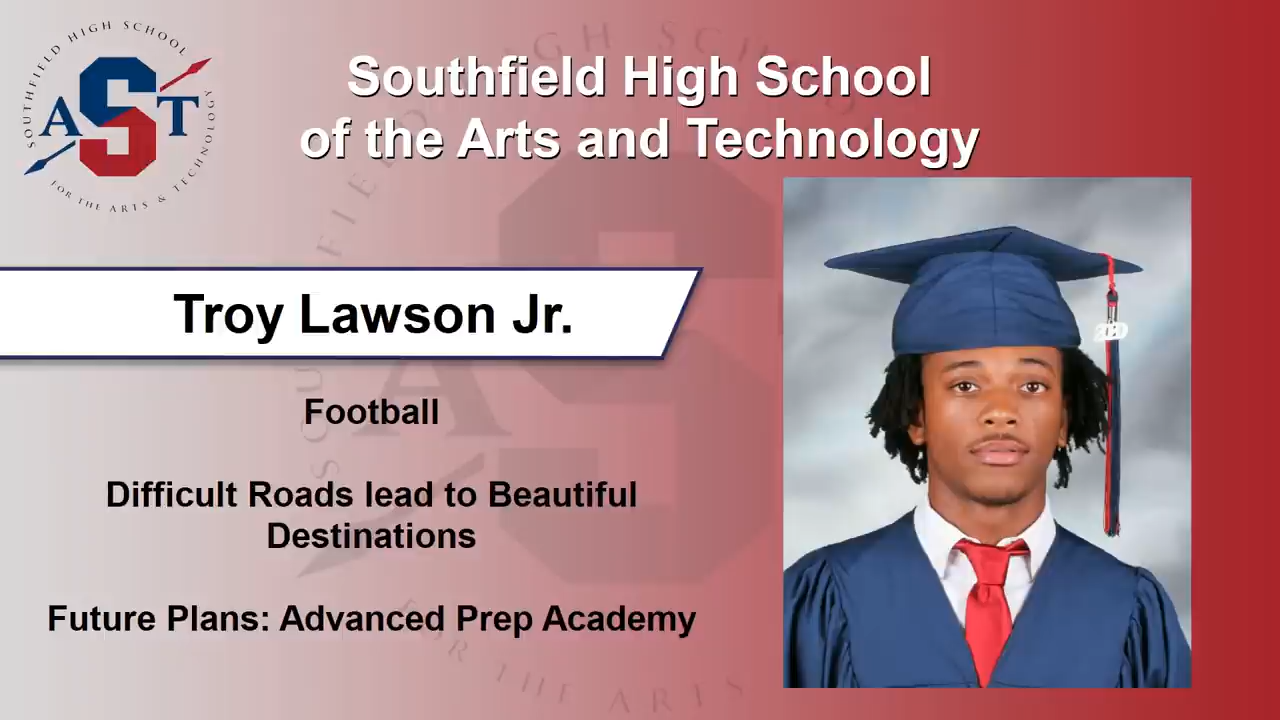 SOUTHFIELD HIGH SCHOOL
AST
FOR THE ARTS & TECHNOLOGY
Southfield High School
of the Arts and Technology
Troy Lawson Jr.
Football
Difficult Roads lead to Beautiful
Destinations
Future Plans: Advanced Prep Academy